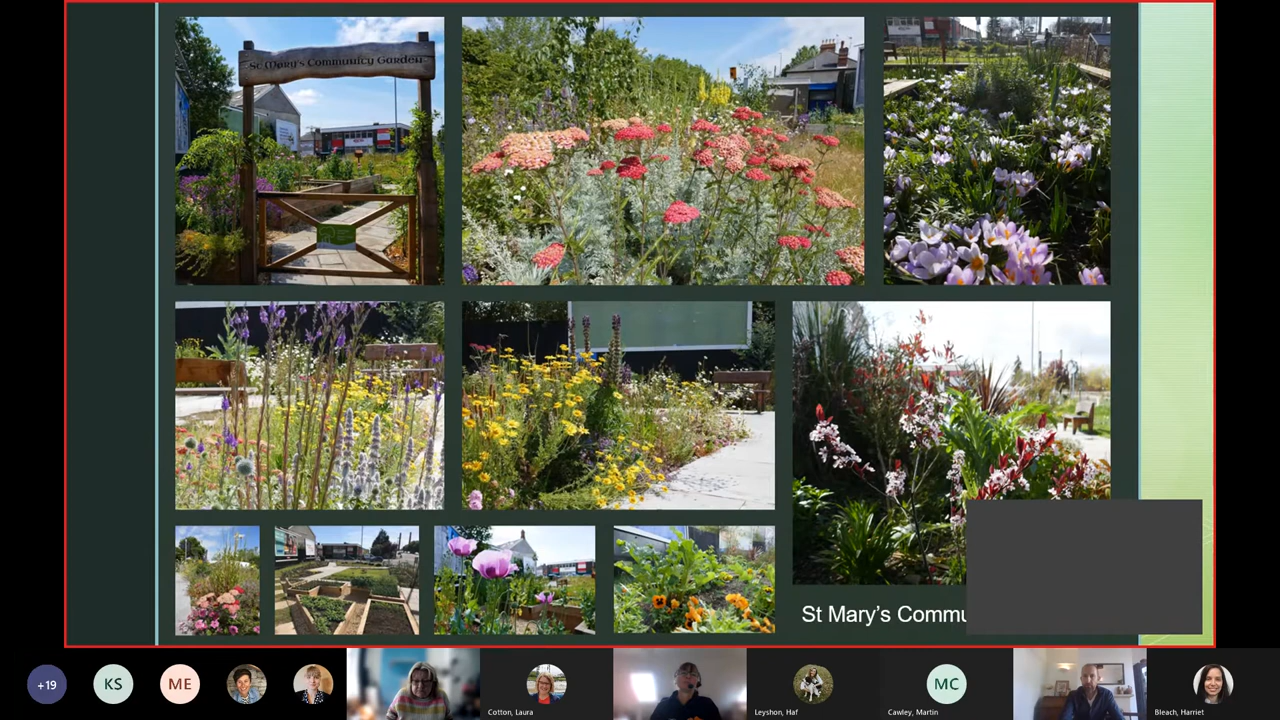 St Mary's Community Garden
St Mary's Commu
+19
KS
ME
Cotton, Laura
Leyshon, Haf
MC
Cawley, Martin
Bleach, Harriet